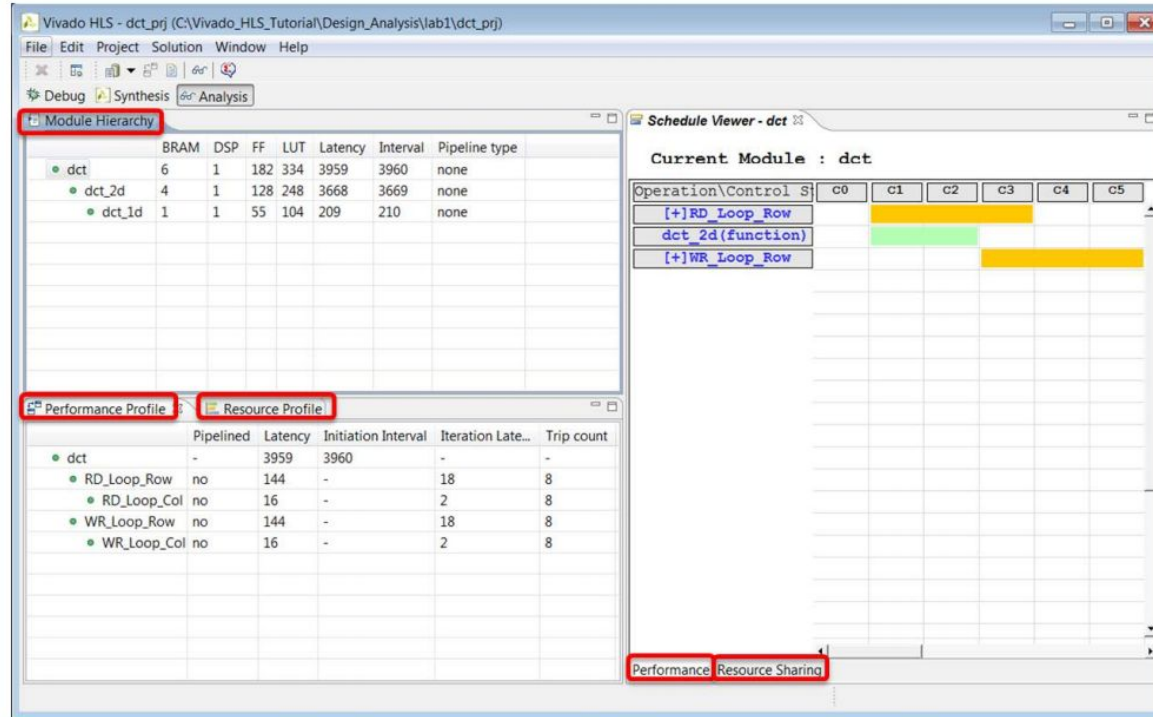 Vivado HLS - dct_prj (C:\Vivado_HLS_Tutorial\Design_Analysis\lab1\dct_prj)
File Edit Project Solution Window Help
Debug Synthesis Analysis
Module Hierarchy
BRAM DSP FF LUT Latency Interval Pipeline type
dct 6 1 182 334 3959 3960 none
dct_2d 4 1 128 248 3668 3669 none
dct_1d 1 1 55 104 209 210 none
Performance Profile Resource Profile
Pipelined Latency Initiation Interval Iteration Late... Trip count
dct - 3959 3960 - -
RD_Loop_Row no 144 - 18 8
RD_Loop_Col no 16 - 2 8
WR_Loop_Row no 144 - 18 8
WR_Loop_Col no 16 - 2 8
Schedule Viewer - dct
Current Module : dct
Operation\Control S C0 C1 C2 C3 C4 C5
[+]RD_Loop_Row
dct_2d(function)
[+]WR_Loop_Row
Performance Resource Sharing